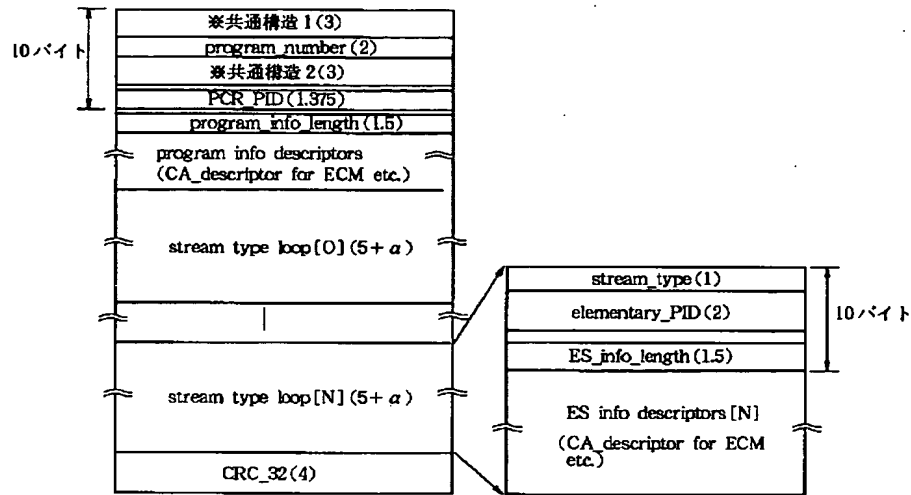 ※共通構造1(3)
10バイト
program_number(2)
※共通構造2(3)
PCR_PID(1.375)
program_info_length(1.5)
program info descriptors
(CA_descriptor for ECM etc.)
stream type loop[O](5+α)
stream type loop[N](5+α)
CRC_32(4)
stream_type(1)
elementary_PID(2)
10バイト
ES_info_length(1.5)
ES info descriptors[N]
(CA_descriptor for ECM
etc.)